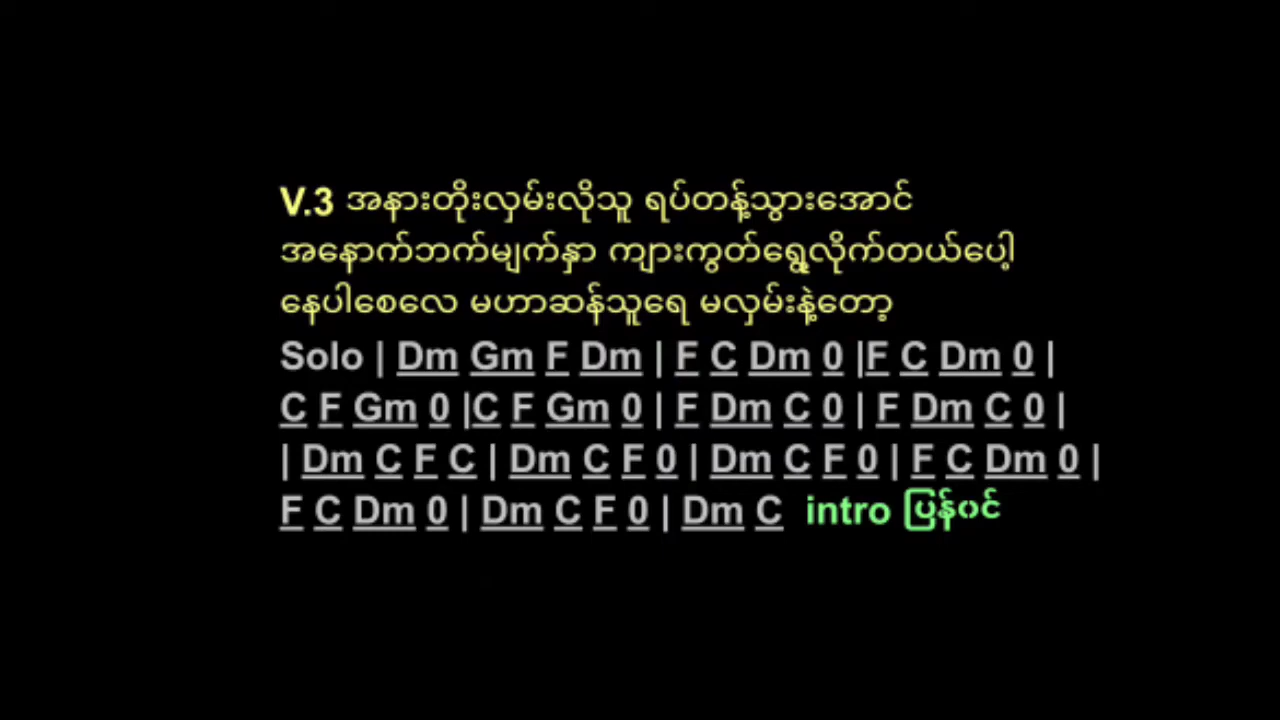 V.3 အနားတိုးလှမ်းလိုသူ ရပ်တန့်သွားအောင်
အနောက်ဘက်မျက်နှာ ကျားကွတ်ရွှေ့လိုက်တယ်ပေါ့
နေပါစေလေ မဟာဆန်သူရေ မလှမ်းနဲ့တော့
Solo | Dm Gm F Dm | F C Dm 0 |F C Dm 0 |
C F Gm 0 |C F Gm 0 | F Dm C 0 | F Dm C 0 |
| Dm C F C | Dm C F 0 | Dm C F 0 | F C Dm 0 |
F C Dm 0 | Dm C F 0 | Dm C intro ပြန်ဝင်